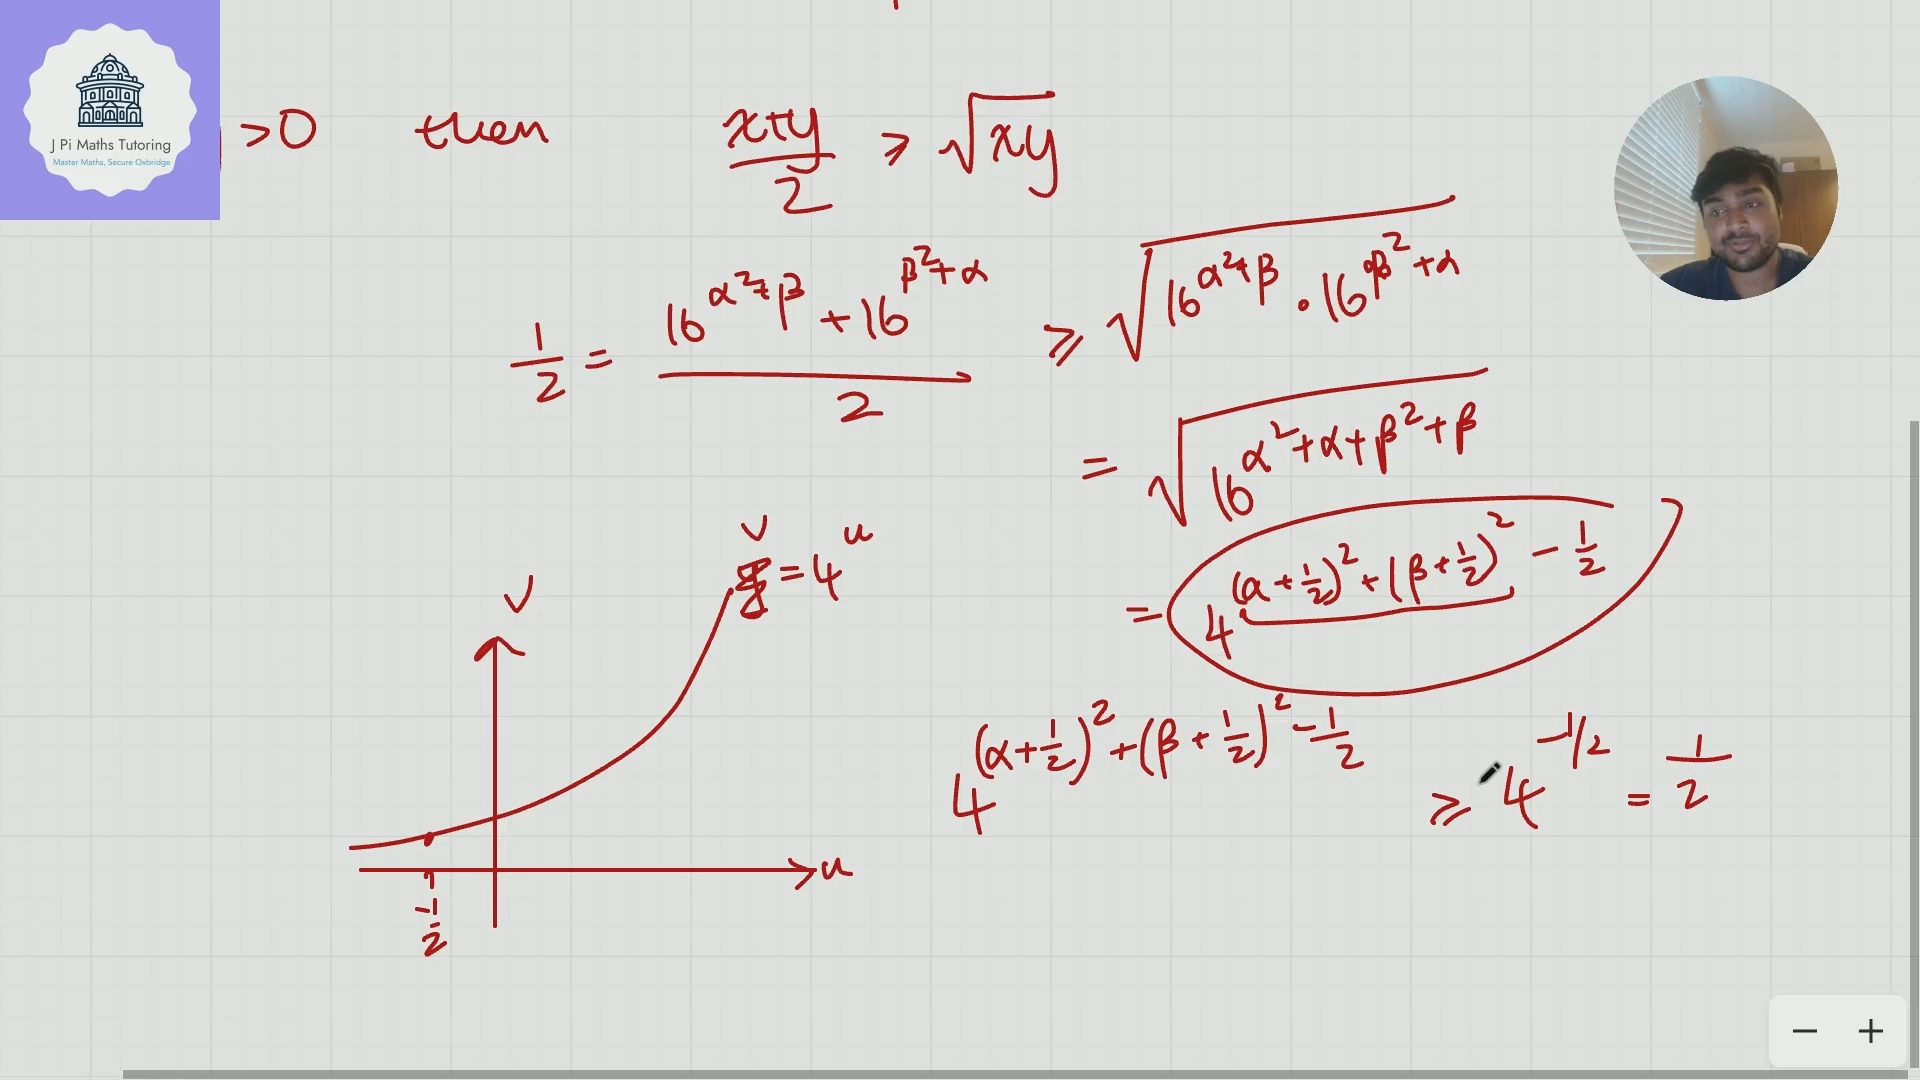 J Pi Maths Tutoring
Master Maths, Secure Oxbridge
>0 then (x+y)/2 ≥ √(xy)
1/2 = (16^(α²+β) + 16^(β²+α))/2 ≥ √(16^(α²+β) · 16^(β²+α))
= √(16^(α²+α+β²+β))
= 4^((α+1/2)²+(β+1/2)²-1/2)
4^((α+1/2)²+(β+1/2)²-1/2) ≥ 4^(-1/2) = 1/2
v = 4^u
v
u
-1/2
− +